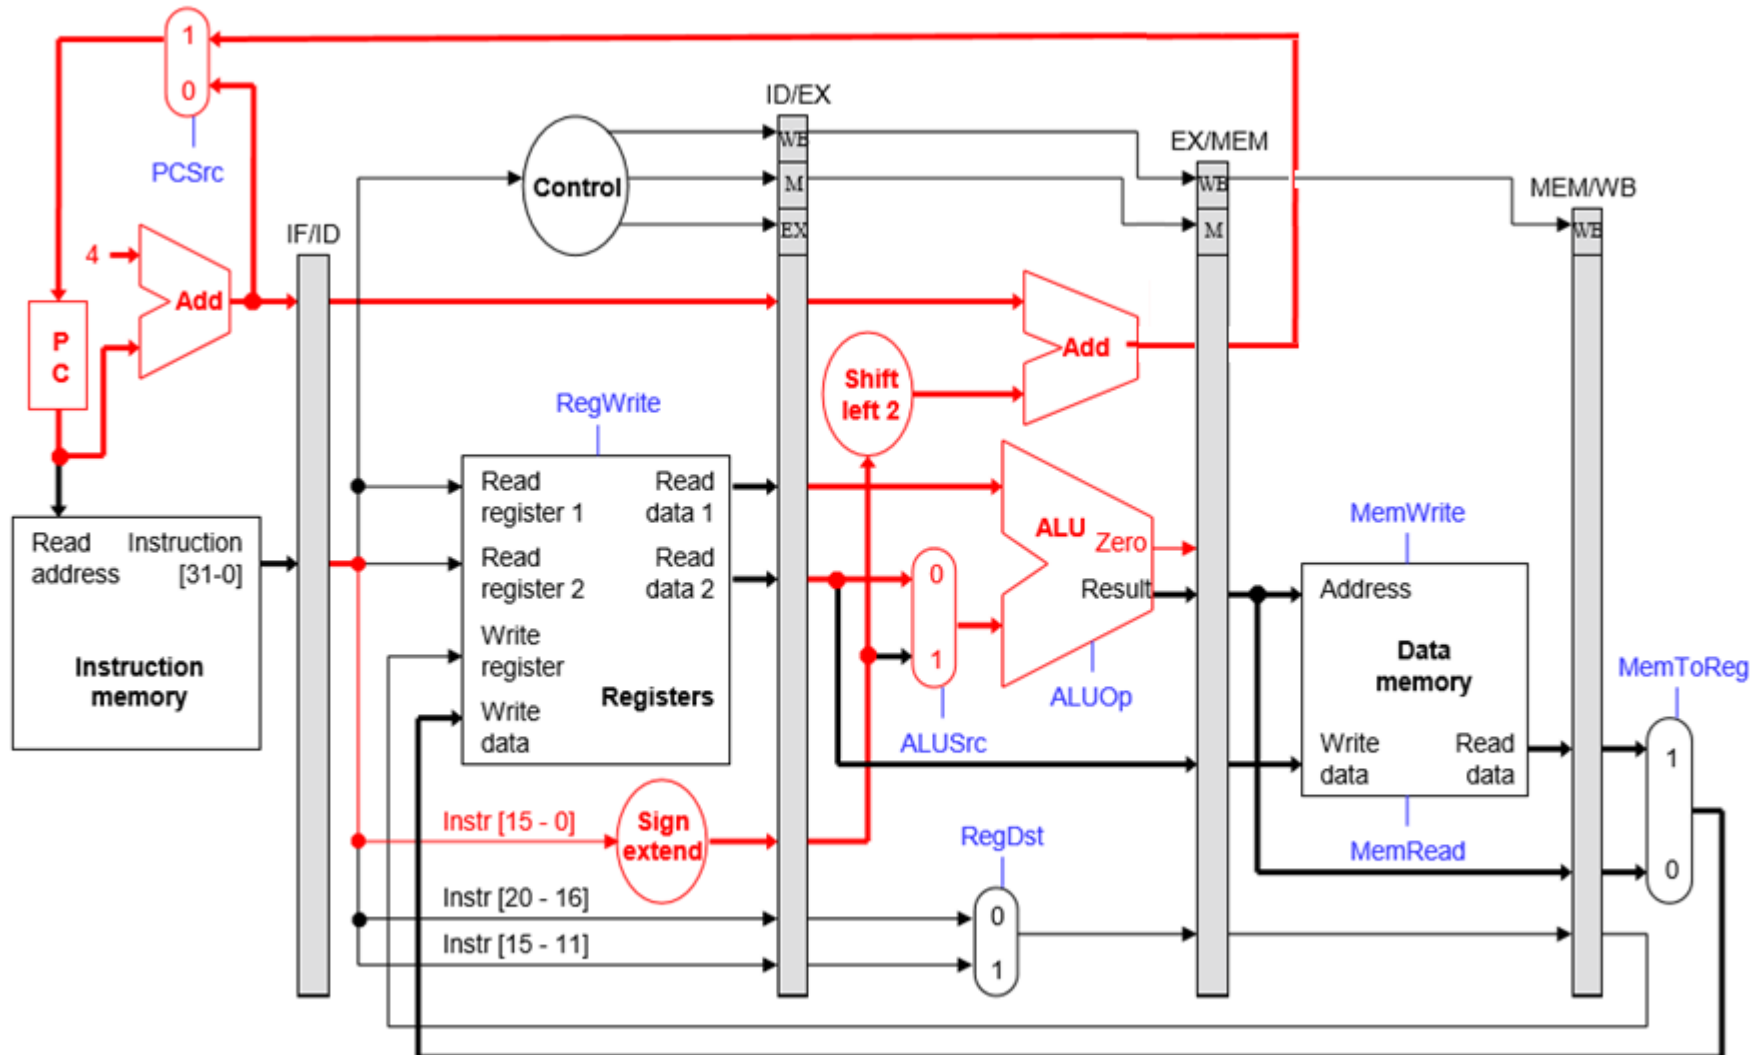 1
0
PCSrc
4
Add
P
C
IF/ID
Control
ID/EX
WB
M
EX
EX/MEM
WB
M
MEM/WB
WB
Add
Shift
left 2
RegWrite
Read
register 1
Read
data 1
Read
register 2
Read
data 2
Write
register
Registers
Write
data
Read
address
Instruction
[31-0]
Instruction
memory
ALU
Zero
Result
0
1
ALUSrc
ALUOp
MemWrite
Address
Data
memory
Write
data
Read
data
MemRead
MemToReg
1
0
Instr [15 - 0]
Sign
extend
RegDst
Instr [20 - 16]
0
Instr [15 - 11]
1